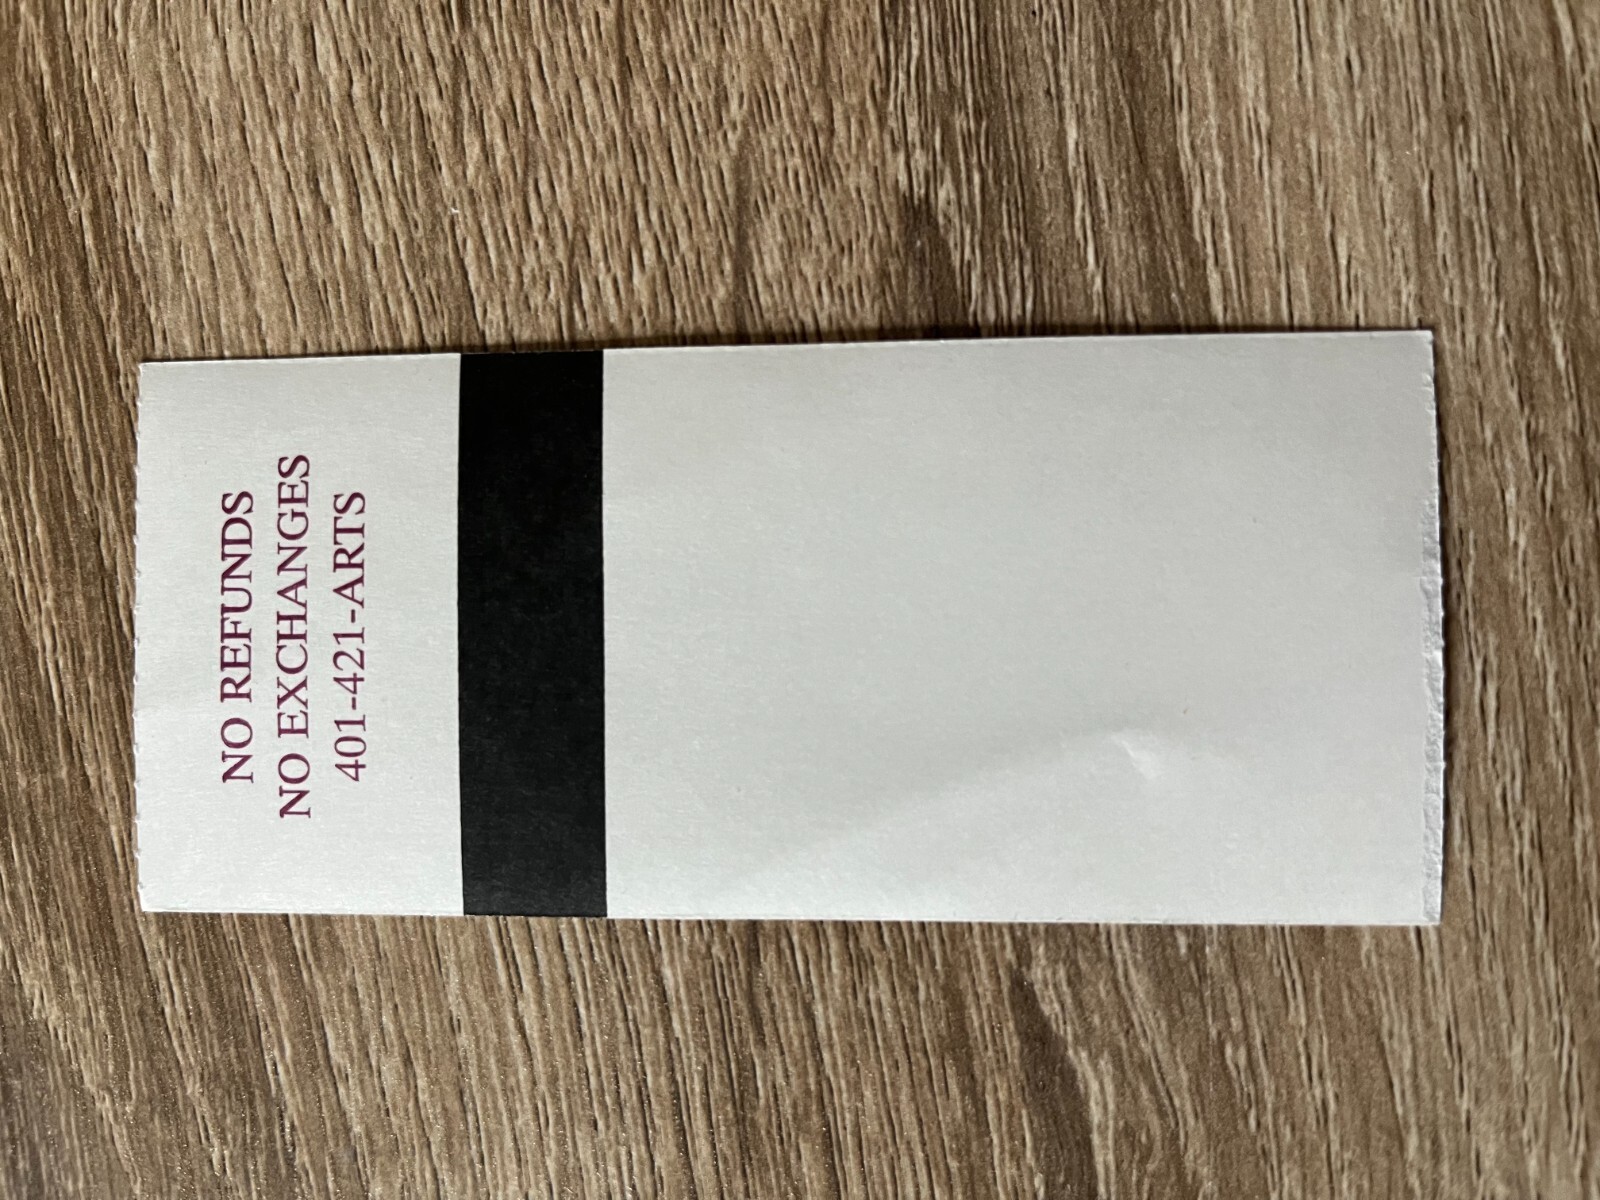 NO REFUNDS
NO EXCHANGES
401-421-ARTS